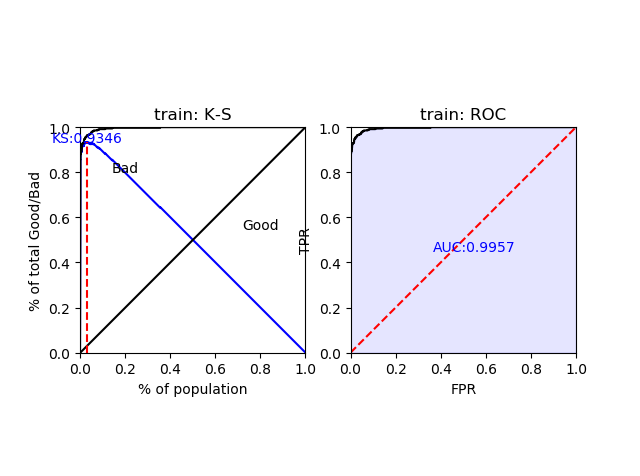 train: K-S
1.0
0.8
0.6
0.4
0.2
0.0
% of total Good/Bad
KS:0.9346
Bad
Good
0.0 0.2 0.4 0.6 0.8 1.0
% of population
train: ROC
1.0
0.8
0.6
0.4
0.2
0.0
TPR
AUC:0.9957
0.0 0.2 0.4 0.6 0.8 1.0
FPR